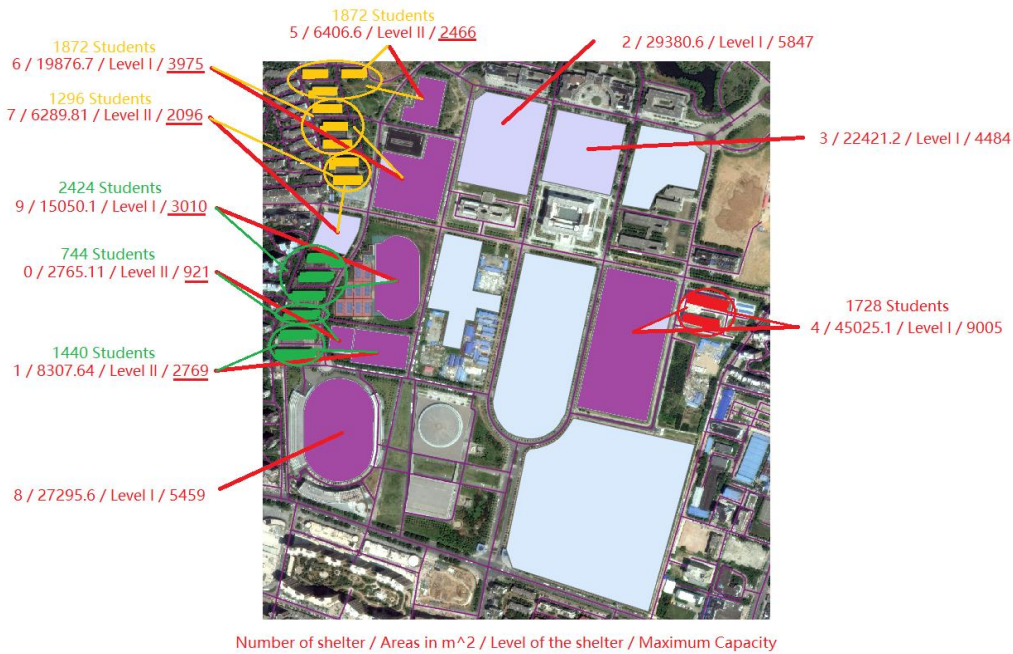 1872 Students
5 / 6406.6 / Level II / 2466
2 / 29380.6 / Level I / 5847
1872 Students
6 / 19876.7 / Level I / 3975
1296 Students
7 / 6289.81 / Level II / 2096
3 / 22421.2 / Level I / 4484
2424 Students
9 / 15050.1 / Level I / 3010
744 Students
0 / 2765.11 / Level II / 921
1728 Students
4 / 45025.1 / Level I / 9005
1440 Students
1 / 8307.64 / Level II / 2769
8 / 27295.6 / Level I / 5459
Number of shelter / Areas in m^2 / Level of the shelter / Maximum Capacity